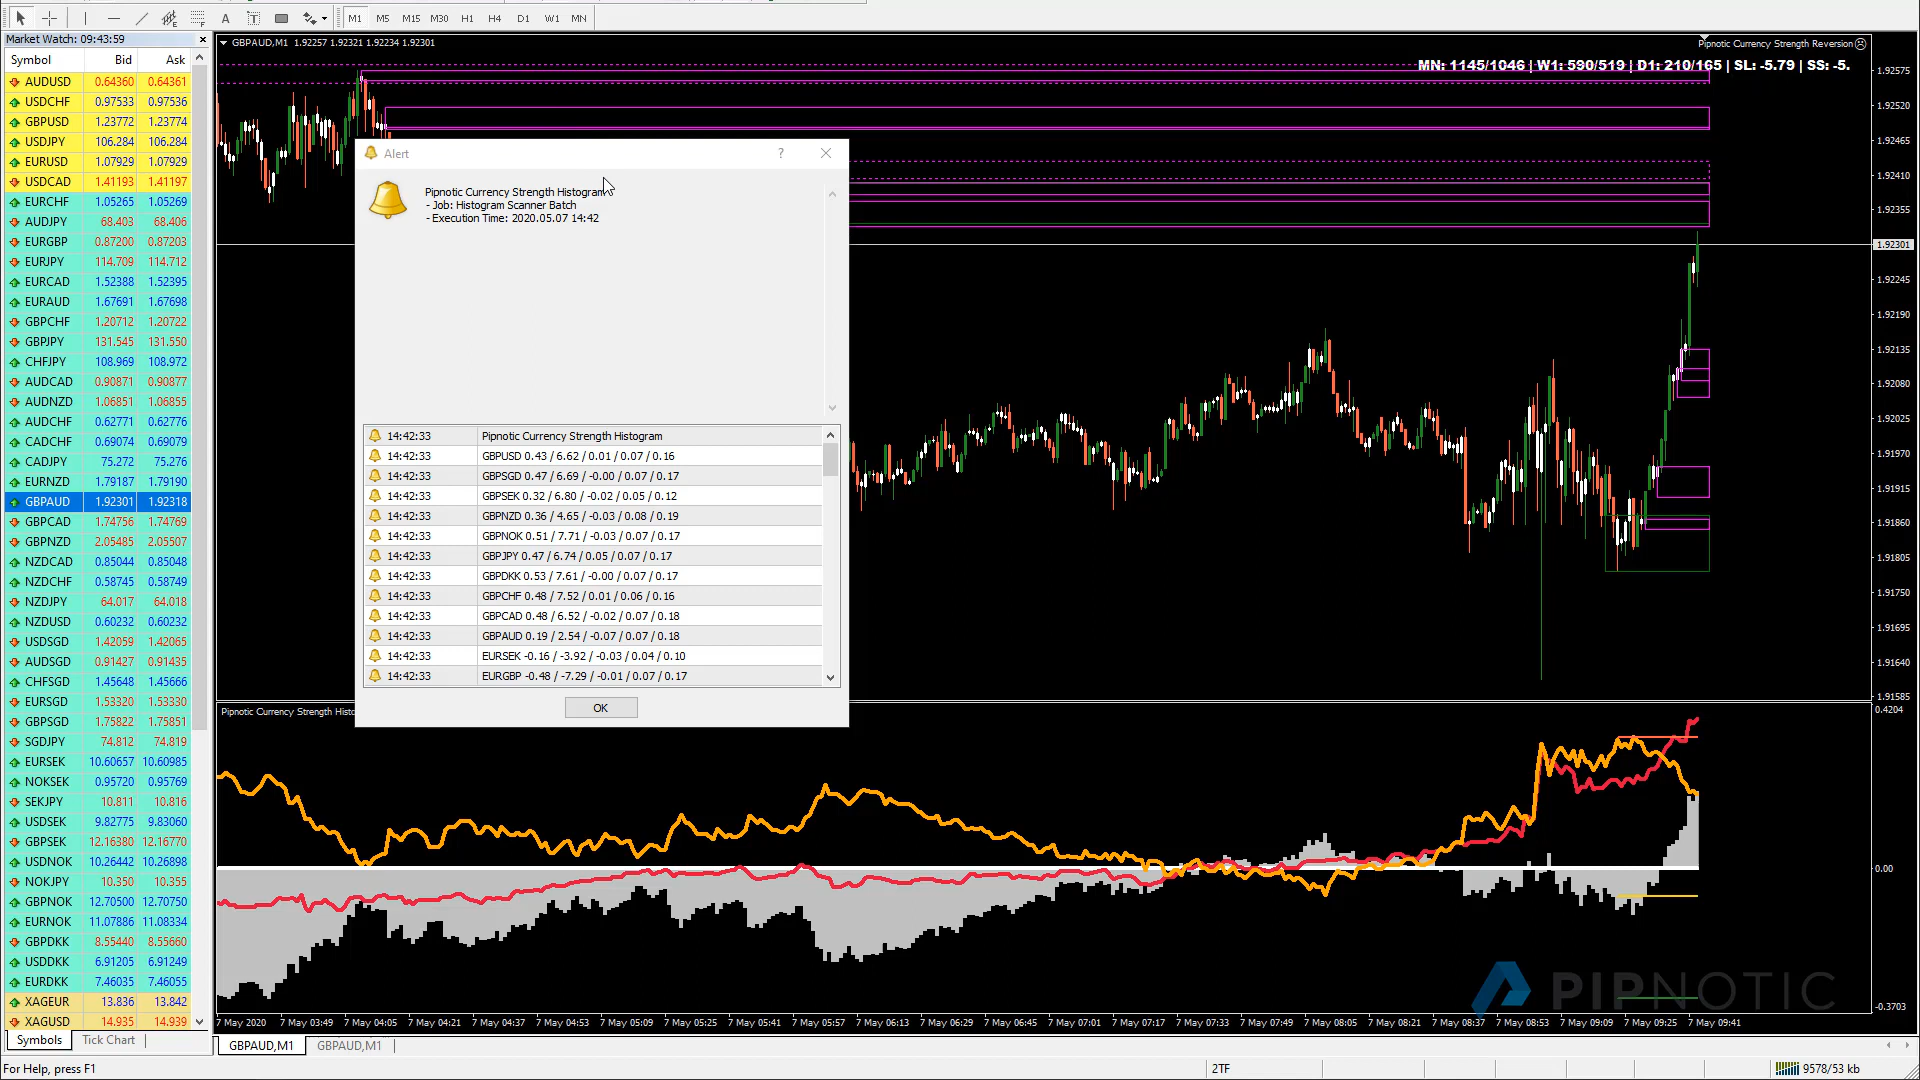 M1 M5 M15 M30 H1 H4 D1 W1 MN
Market Watch: 09:43:59
Symbol Bid Ask
AUDUSD 0.64360 0.64361
USDCHF 0.97533 0.97536
GBPUSD 1.23772 1.23774
USDJPY 106.284 106.284
EURUSD 1.07929 1.07929
USDCAD 1.41193 1.41197
EURCHF 1.05265 1.05269
AUDJPY 68.403 68.406
EURGBP 0.87200 0.87203
EURJPY 114.709 114.712
EURCAD 1.52388 1.52395
EURAUD 1.67691 1.67698
GBPCHF 1.20712 1.20722
GBPJPY 131.545 131.550
CHFJPY 108.969 108.972
AUDCAD 0.90871 0.90877
AUDNZD 1.06851 1.06855
AUDCHF 0.62771 0.62776
CADCHF 0.69074 0.69079
CADJPY 75.272 75.276
EURNZD 1.79187 1.79190
GBPAUD 1.92301 1.92318
GBPCAD 1.74756 1.74769
GBPNZD 2.05485 2.05507
NZDCAD 0.85044 0.85048
NZDCHF 0.58745 0.58749
NZDJPY 64.017 64.018
NZDUSD 0.60232 0.60232
USDSGD 1.42059 1.42065
AUDSGD 0.91427 0.91435
CHFSGD 1.45648 1.45666
EURSGD 1.53320 1.53330
GBPSGD 1.75822 1.75851
SGDJPY 74.812 74.819
EURSEK 10.60657 10.60985
NOKSEK 0.95720 0.95769
SEKJPY 10.811 10.816
USDSEK 9.82775 9.83060
GBPSEK 12.16380 12.16770
USDNOK 10.26442 10.26898
NOKJPY 10.350 10.355
GBPNOK 12.70500 12.70750
EURNOK 11.07886 11.08334
GBPDKK 8.55440 8.55660
USDDKK 6.91205 6.91249
EURDKK 7.46035 7.46055
XAGEUR 13.836 13.842
XAGUSD 14.935 14.939
Symbols Tick Chart
GBPAUD,M1 1.92257 1.92321 1.92234 1.92301
Pipnotic Currency Strength Reversion
MN: 1145/1046 | W1: 590/519 | D1: 210/165 | SL: -5.79 | SS: -5.
1.92575
1.92520
1.92465
1.92410
1.92355
1.92301
1.92245
1.92190
1.92135
1.92080
1.92025
1.91970
1.91915
1.91860
1.91805
1.91750
1.91695
1.91640
1.91585
Alert ?
Pipnotic Currency Strength Histogram
- Job: Histogram Scanner Batch
- Execution Time: 2020.05.07 14:42
14:42:33 Pipnotic Currency Strength Histogram
14:42:33 GBPUSD 0.43 / 6.62 / 0.01 / 0.07 / 0.16
14:42:33 GBPSGD 0.47 / 6.69 / -0.00 / 0.07 / 0.17
14:42:33 GBPSEK 0.32 / 6.80 / -0.02 / 0.05 / 0.12
14:42:33 GBPNZD 0.36 / 4.65 / -0.03 / 0.08 / 0.19
14:42:33 GBPNOK 0.51 / 7.71 / -0.03 / 0.07 / 0.17
14:42:33 GBPJPY 0.47 / 6.74 / 0.05 / 0.07 / 0.17
14:42:33 GBPDKK 0.53 / 7.61 / -0.00 / 0.07 / 0.17
14:42:33 GBPCHF 0.48 / 7.52 / 0.01 / 0.06 / 0.16
14:42:33 GBPCAD 0.48 / 6.52 / -0.02 / 0.07 / 0.18
14:42:33 GBPAUD 0.19 / 2.54 / -0.07 / 0.07 / 0.18
14:42:33 EURSEK -0.16 / -3.92 / -0.03 / 0.04 / 0.10
14:42:33 EURGBP -0.48 / -7.29 / -0.01 / 0.07 / 0.17
OK
Pipnotic Currency Strength Histo
0.4204
0.00
-0.3703
PIPNOTIC
7 May 2020 7 May 03:49 7 May 04:05 7 May 04:21 7 May 04:37 7 May 04:53 7 May 05:09 7 May 05:25 7 May 05:41 7 May 05:57 7 May 06:13 7 May 06:29 7 May 06:45 7 May 07:01 7 May 07:17 7 May 07:33 7 May 07:49 7 May 08:05 7 May 08:21 7 May 08:37 7 May 08:53 7 May 09:09 7 May 09:25 7 May 09:41
GBPAUD,M1 GBPAUD,M1
For Help, press F1 2TF 9578/53 kb